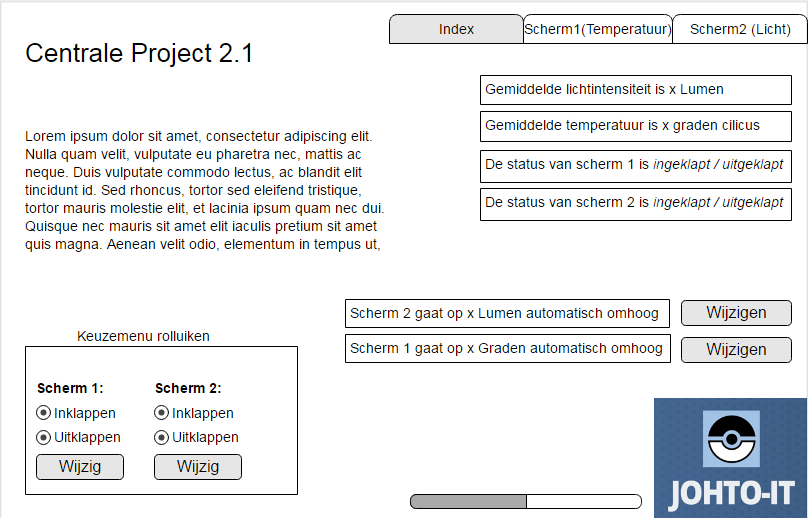 Index
Scherm1(Temperatuur)
Scherm2 (Licht)
Centrale Project 2.1
Gemiddelde lichtintensiteit is x Lumen
Gemiddelde temperatuur is x graden cilicus
De status van scherm 1 is ingeklapt / uitgeklapt
De status van scherm 2 is ingeklapt / uitgeklapt
Lorem ipsum dolor sit amet, consectetur adipiscing elit.
Nulla quam velit, vulputate eu pharetra nec, mattis ac
neque. Duis vulputate commodo lectus, ac blandit elit
tincidunt id. Sed rhoncus, tortor sed eleifend tristique,
tortor mauris molestie elit, et lacinia ipsum quam nec dui.
Quisque nec mauris sit amet elit iaculis pretium sit amet
quis magna. Aenean velit odio, elementum in tempus ut,
Scherm 2 gaat op x Lumen automatisch omhoog
Wijzigen
Scherm 1 gaat op x Graden automatisch omhoog
Wijzigen
Keuzemenu rolluiken
Scherm 1:
Inklappen
Uitklappen
Wijzig
Scherm 2:
Inklappen
Uitklappen
Wijzig
JOHTO-IT